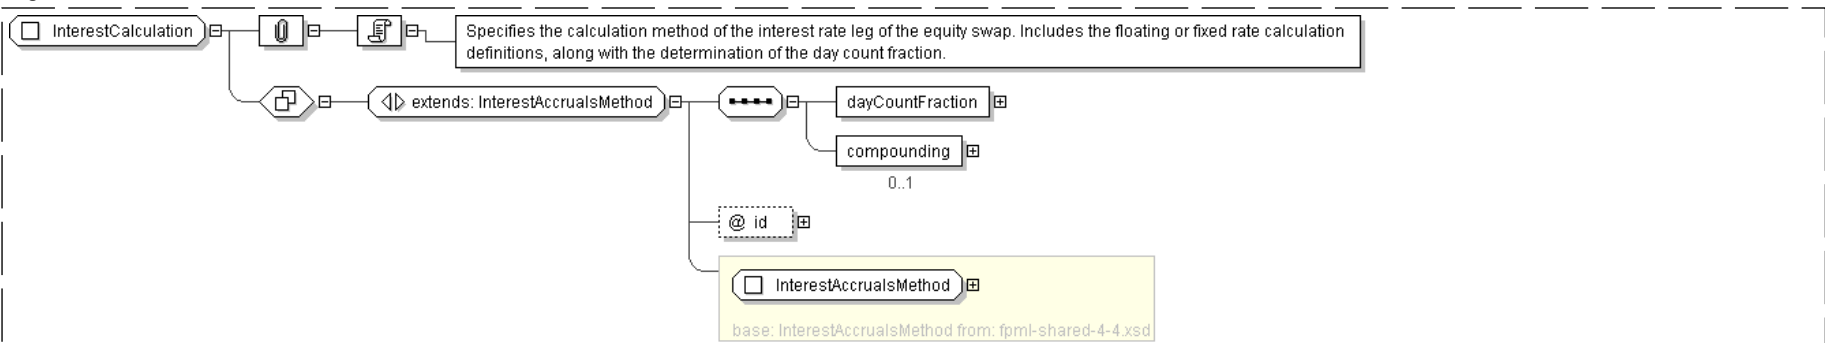 InterestCalculation
Specifies the calculation method of the interest rate leg of the equity swap. Includes the floating or fixed rate calculation
definitions, along with the determination of the day count fraction.
extends: InterestAccrualsMethod
dayCountFraction
compounding
0..1
@ id
InterestAccrualsMethod
base: InterestAccrualsMethod from: fpml-shared-4-4.xsd